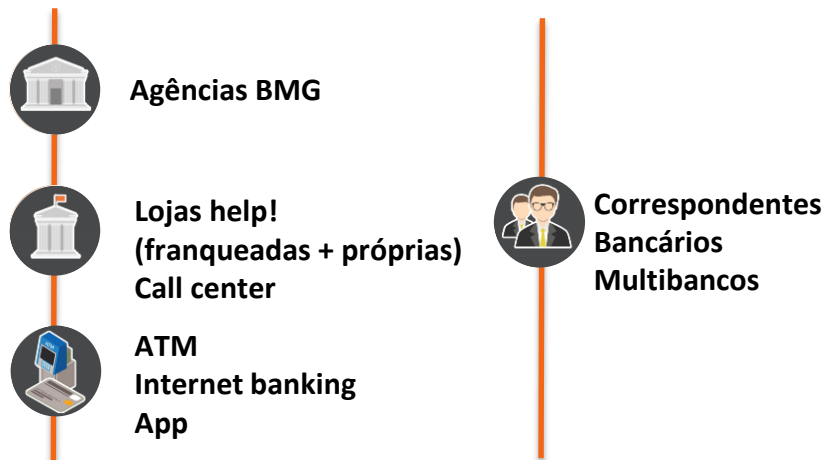 Agências BMG
Lojas help!
(franqueadas + próprias)
Call center
ATM
Internet banking
App
Correspondentes
Bancários
Multibancos